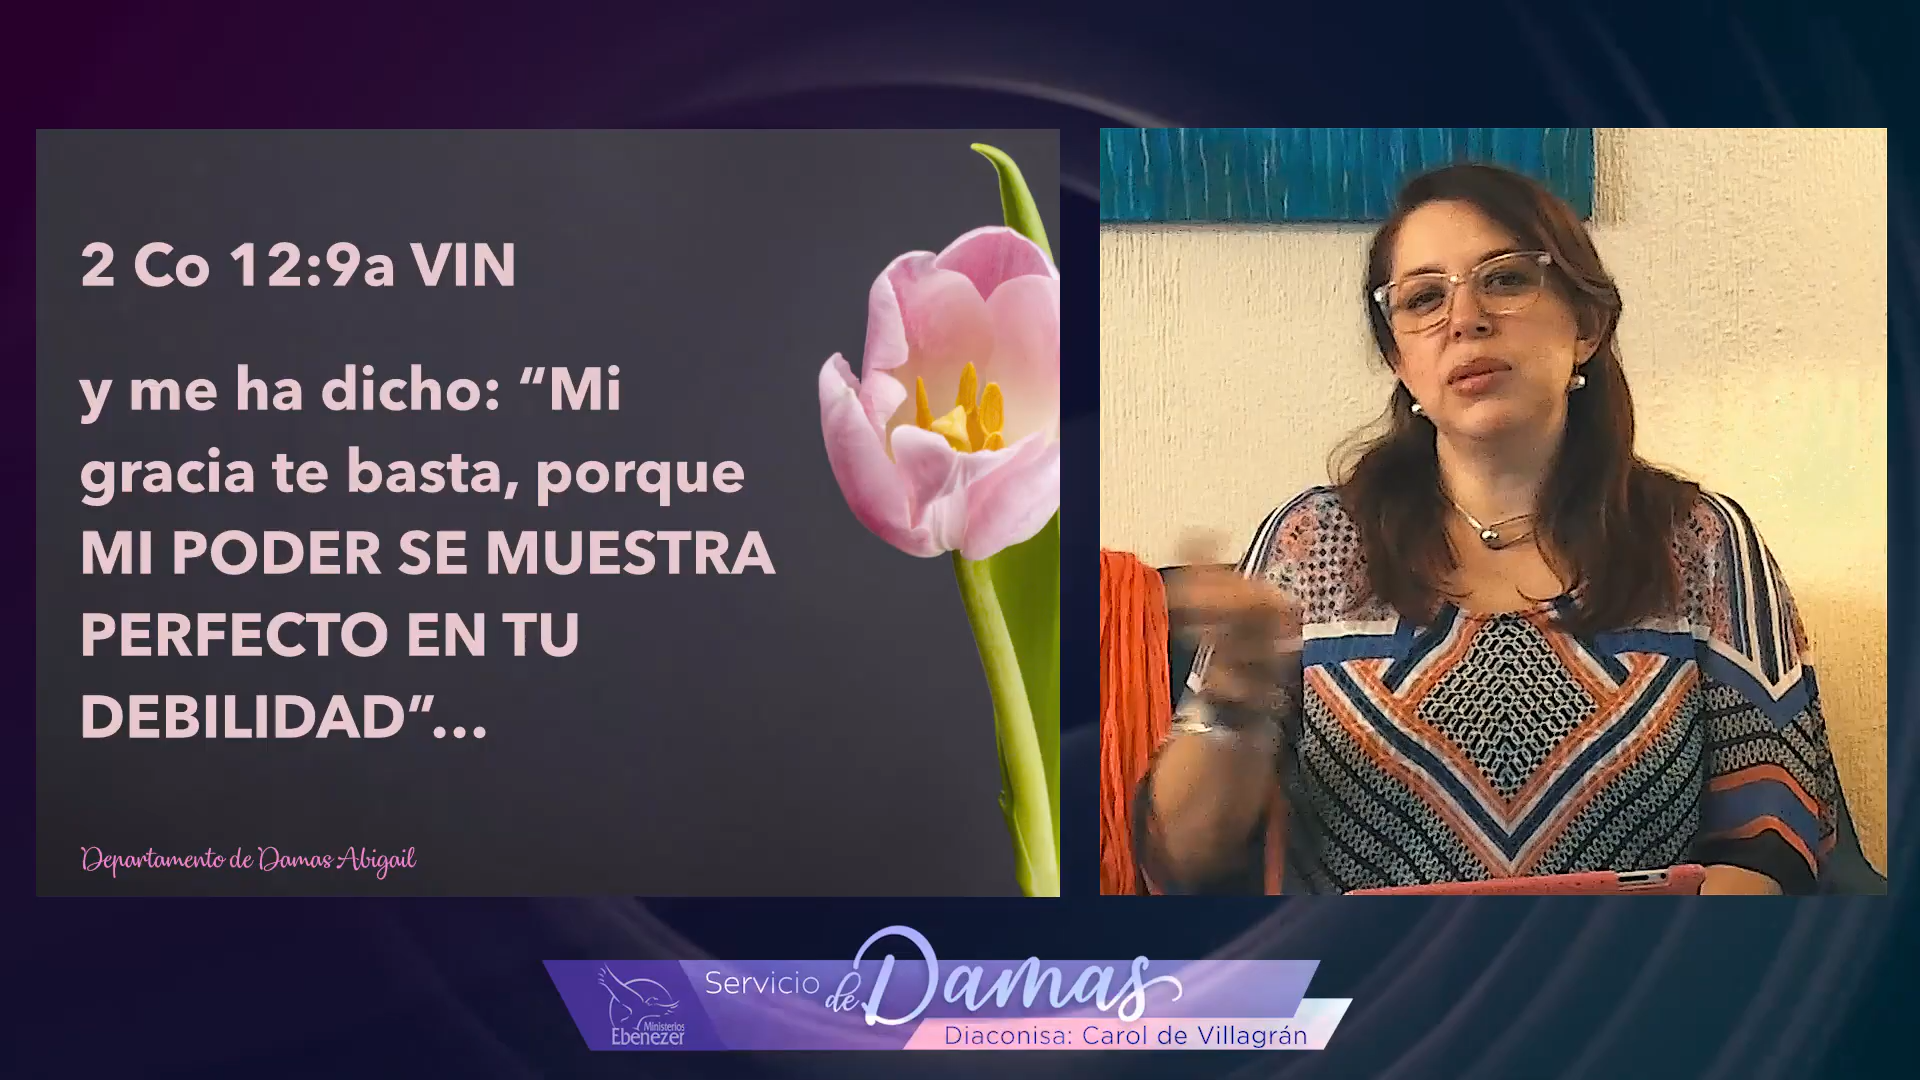 2 Co 12:9a VIN
y me ha dicho: “Mi
gracia te basta, porque
MI PODER SE MUESTRA
PERFECTO EN TU
DEBILIDAD”...
Departamento de Damas Abigail
Servicio de Damas
Ministerios
Ebenezer
Diaconisa: Carol de Villagrán